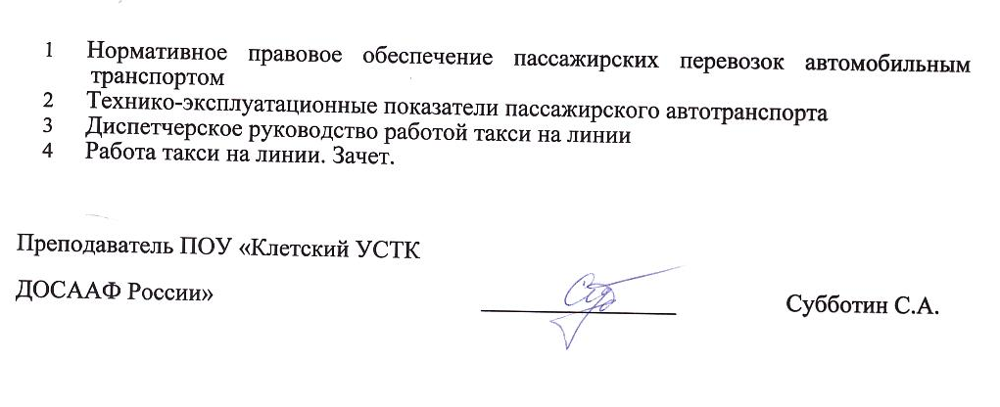 1 Нормативное правовое обеспечение пассажирских перевозок автомобильным
транспортом
2 Технико-эксплуатационные показатели пассажирского автотранспорта
3 Диспетчерское руководство работой такси на линии
4 Работа такси на линии. Зачет.
Преподаватель ПОУ «Клетский УСТК
ДОСААФ России»
Субботин С.А.